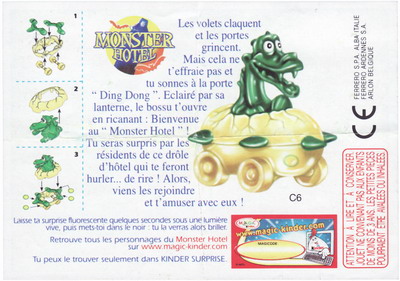 1
2
3
MONSTER
HOTEL
Les volets claquent
et les portes
grincent.
Mais cela ne
t'effraie pas et
tu sonnes à la porte
" Ding Dong ". Eclairé par sa
lanterne, le bossu t'ouvre
en ricanant : Bienvenue
au " Monster Hotel " !
Tu seras surpris par les
résidents de ce drôle
d'hôtel qui te feront
hurler... de rire ! Alors,
viens les rejoindre
et t'amuser avec eux !
C6
Laisse ta surprise fluorescente quelques secondes sous une lumière
vive, puis mets-toi dans le noir : tu la verras alors briller.
Retrouve tous les personnages du Monster Hotel
sur www.magic-kinder.com
Tu peux le trouver seulement dans KINDER SURPRISE.
www.magic-kinder.com
MAGICODE
FERRERO S.P.A. ALBA ITALIE
FERRERO ARDENNES S.A.
ARLON BELGIQUE
CE
ATTENTION, A LIRE ET A CONSERVER:
JOUET NE CONVENANT PAS AUX ENFANTS
DE MOINS DE 3 ANS, LES PETITES PIECES
POURRAIENT ETRE AVALEES OU INHALEES.